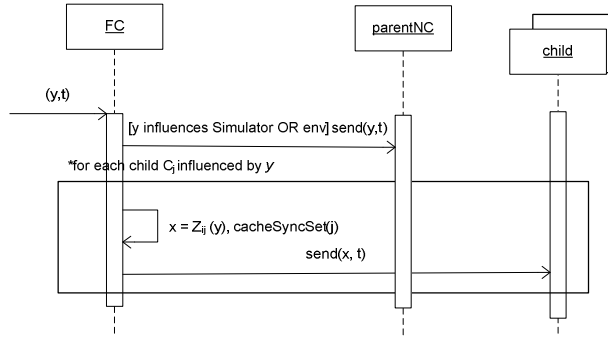 FC
parentNC
child
(y,t)
[y influences Simulator OR env] send(y,t)
*for each child Cj influenced by y
x = Zij (y), cacheSyncSet(j)
send(x, t)